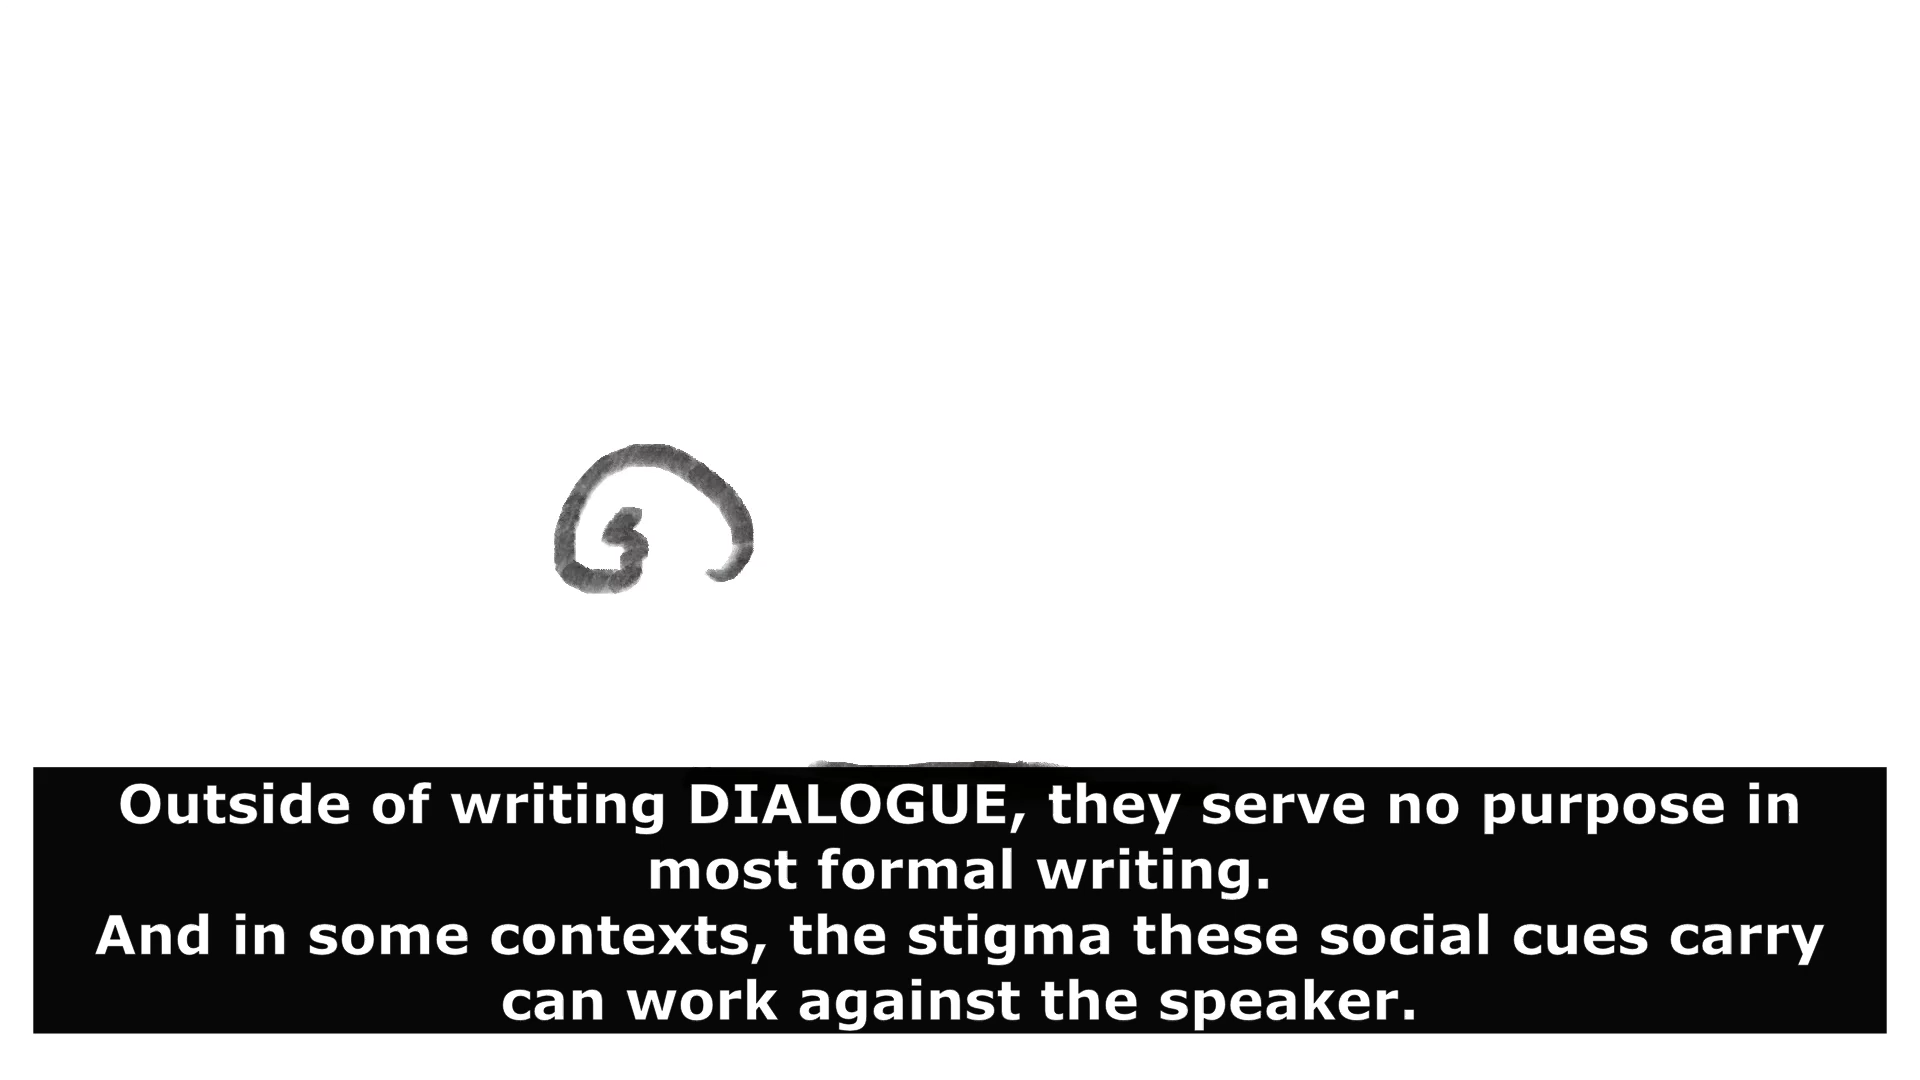 Outside of writing DIALOGUE, they serve no purpose in
most formal writing.
And in some contexts, the stigma these social cues carry
can work against the speaker.